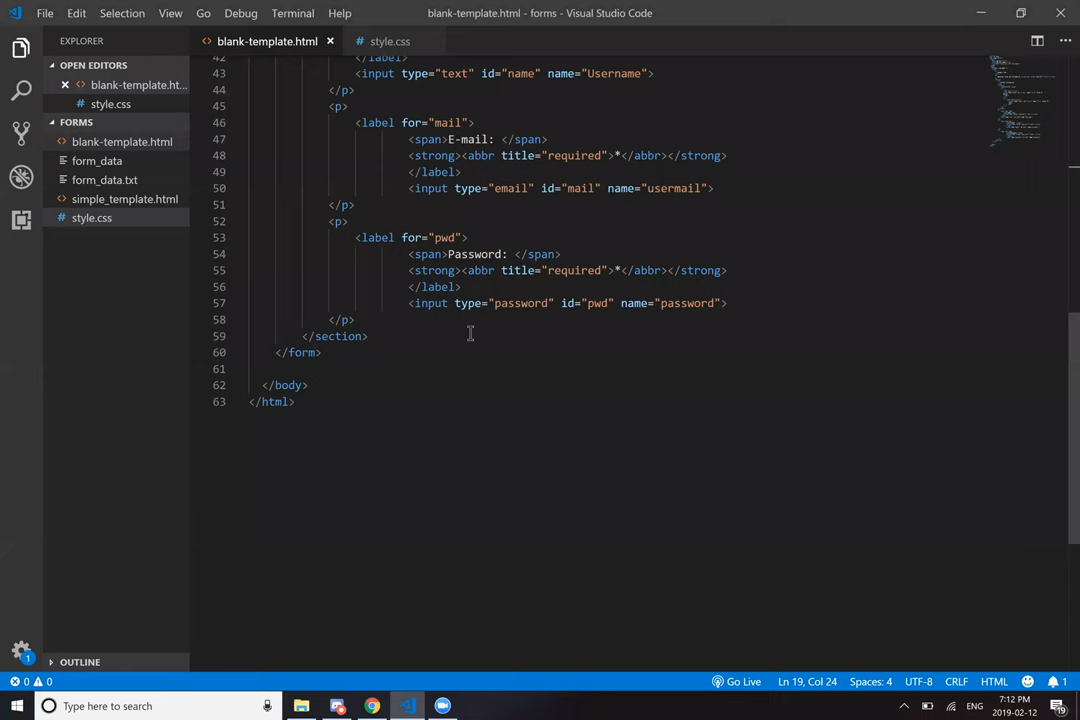 File Edit Selection View Go Debug Terminal Help blank-template.html - forms - Visual Studio Code
EXPLORER
OPEN EDITORS
<> blank-template.ht...
# style.css
FORMS
<> blank-template.html
form_data
form_data.txt
<> simple_template.html
# style.css
OUTLINE
<> blank-template.html
# style.css
42 </label>
43 <input type="text" id="name" name="Username">
44 </p>
45 <p>
46 <label for="mail">
47 <span>E-mail: </span>
48 <strong><abbr title="required">*</abbr></strong>
49 </label>
50 <input type="email" id="mail" name="usermail">
51 </p>
52 <p>
53 <label for="pwd">
54 <span>Password: </span>
55 <strong><abbr title="required">*</abbr></strong>
56 </label>
57 <input type="password" id="pwd" name="password">
58 </p>
59 </section>
60 </form>
61
62 </body>
63 </html>
1
0 0 Go Live Ln 19, Col 24 Spaces: 4 UTF-8 CRLF HTML 1
Type here to search
ENG
7:12 PM
2019-02-12
19